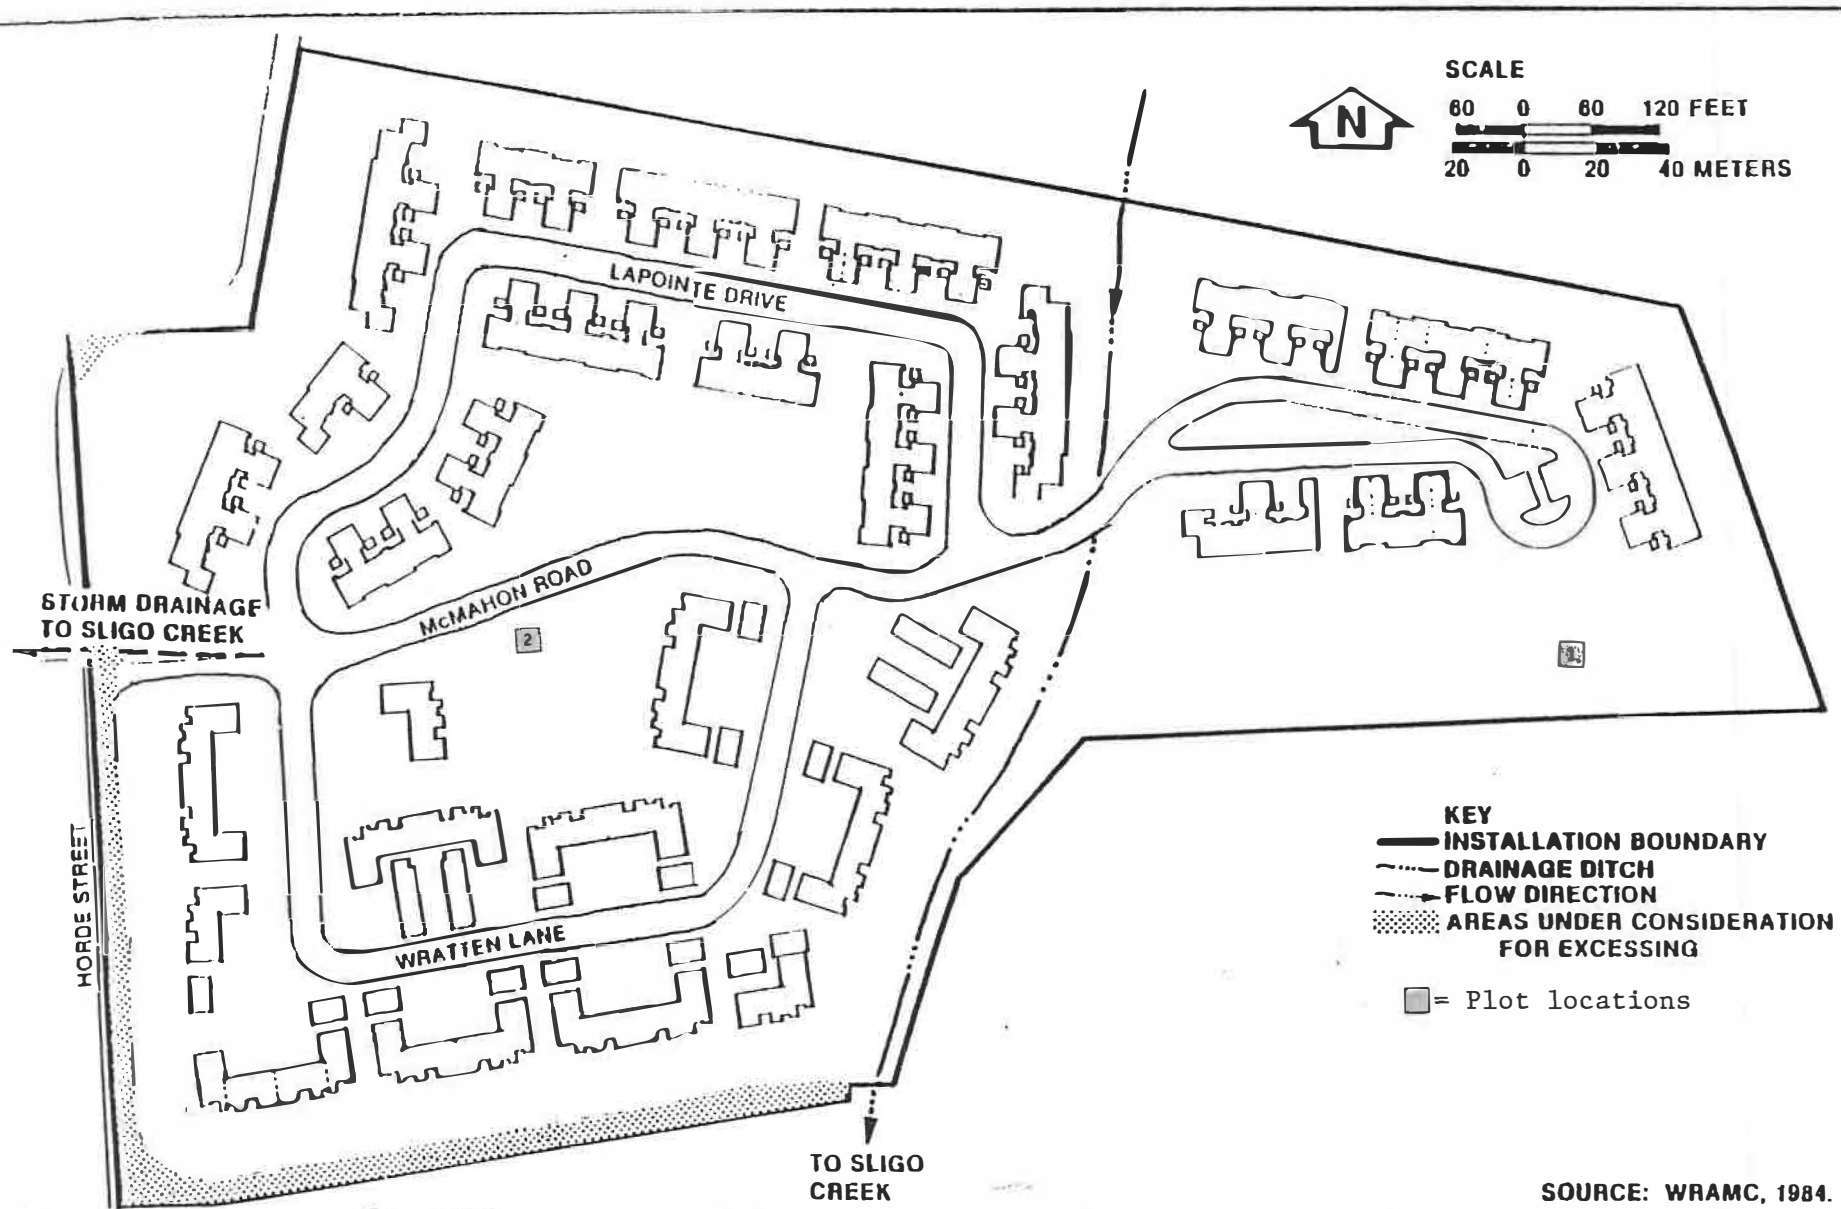 SCALE
60 0 60 120 FEET
N
20 0 20 40 METERS
LAPOINTE DRIVE
McMAHON ROAD
STORM DRAINAGE
TO SLIGO CREEK
2
1
HORDE STREET
WRATTEN LANE
KEY
INSTALLATION BOUNDARY
DRAINAGE DITCH
FLOW DIRECTION
AREAS UNDER CONSIDERATION
FOR EXCESSING
= Plot locations
TO SLIGO
CREEK
SOURCE: WRAMC, 1984.